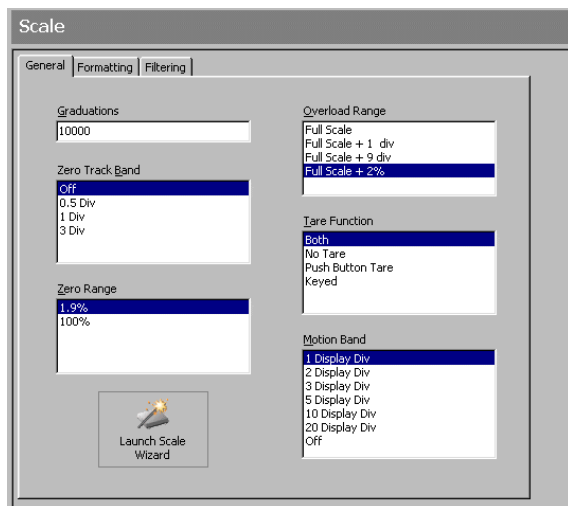 Scale
General
Formatting
Filtering
Graduations
10000
Zero Track Band
Off
0.5 Div
1 Div
3 Div
Zero Range
1.9%
100%
Launch Scale
Wizard
Overload Range
Full Scale
Full Scale + 1 div
Full Scale + 9 div
Full Scale + 2%
Tare Function
Both
No Tare
Push Button Tare
Keyed
Motion Band
1 Display Div
2 Display Div
3 Display Div
5 Display Div
10 Display Div
20 Display Div
Off